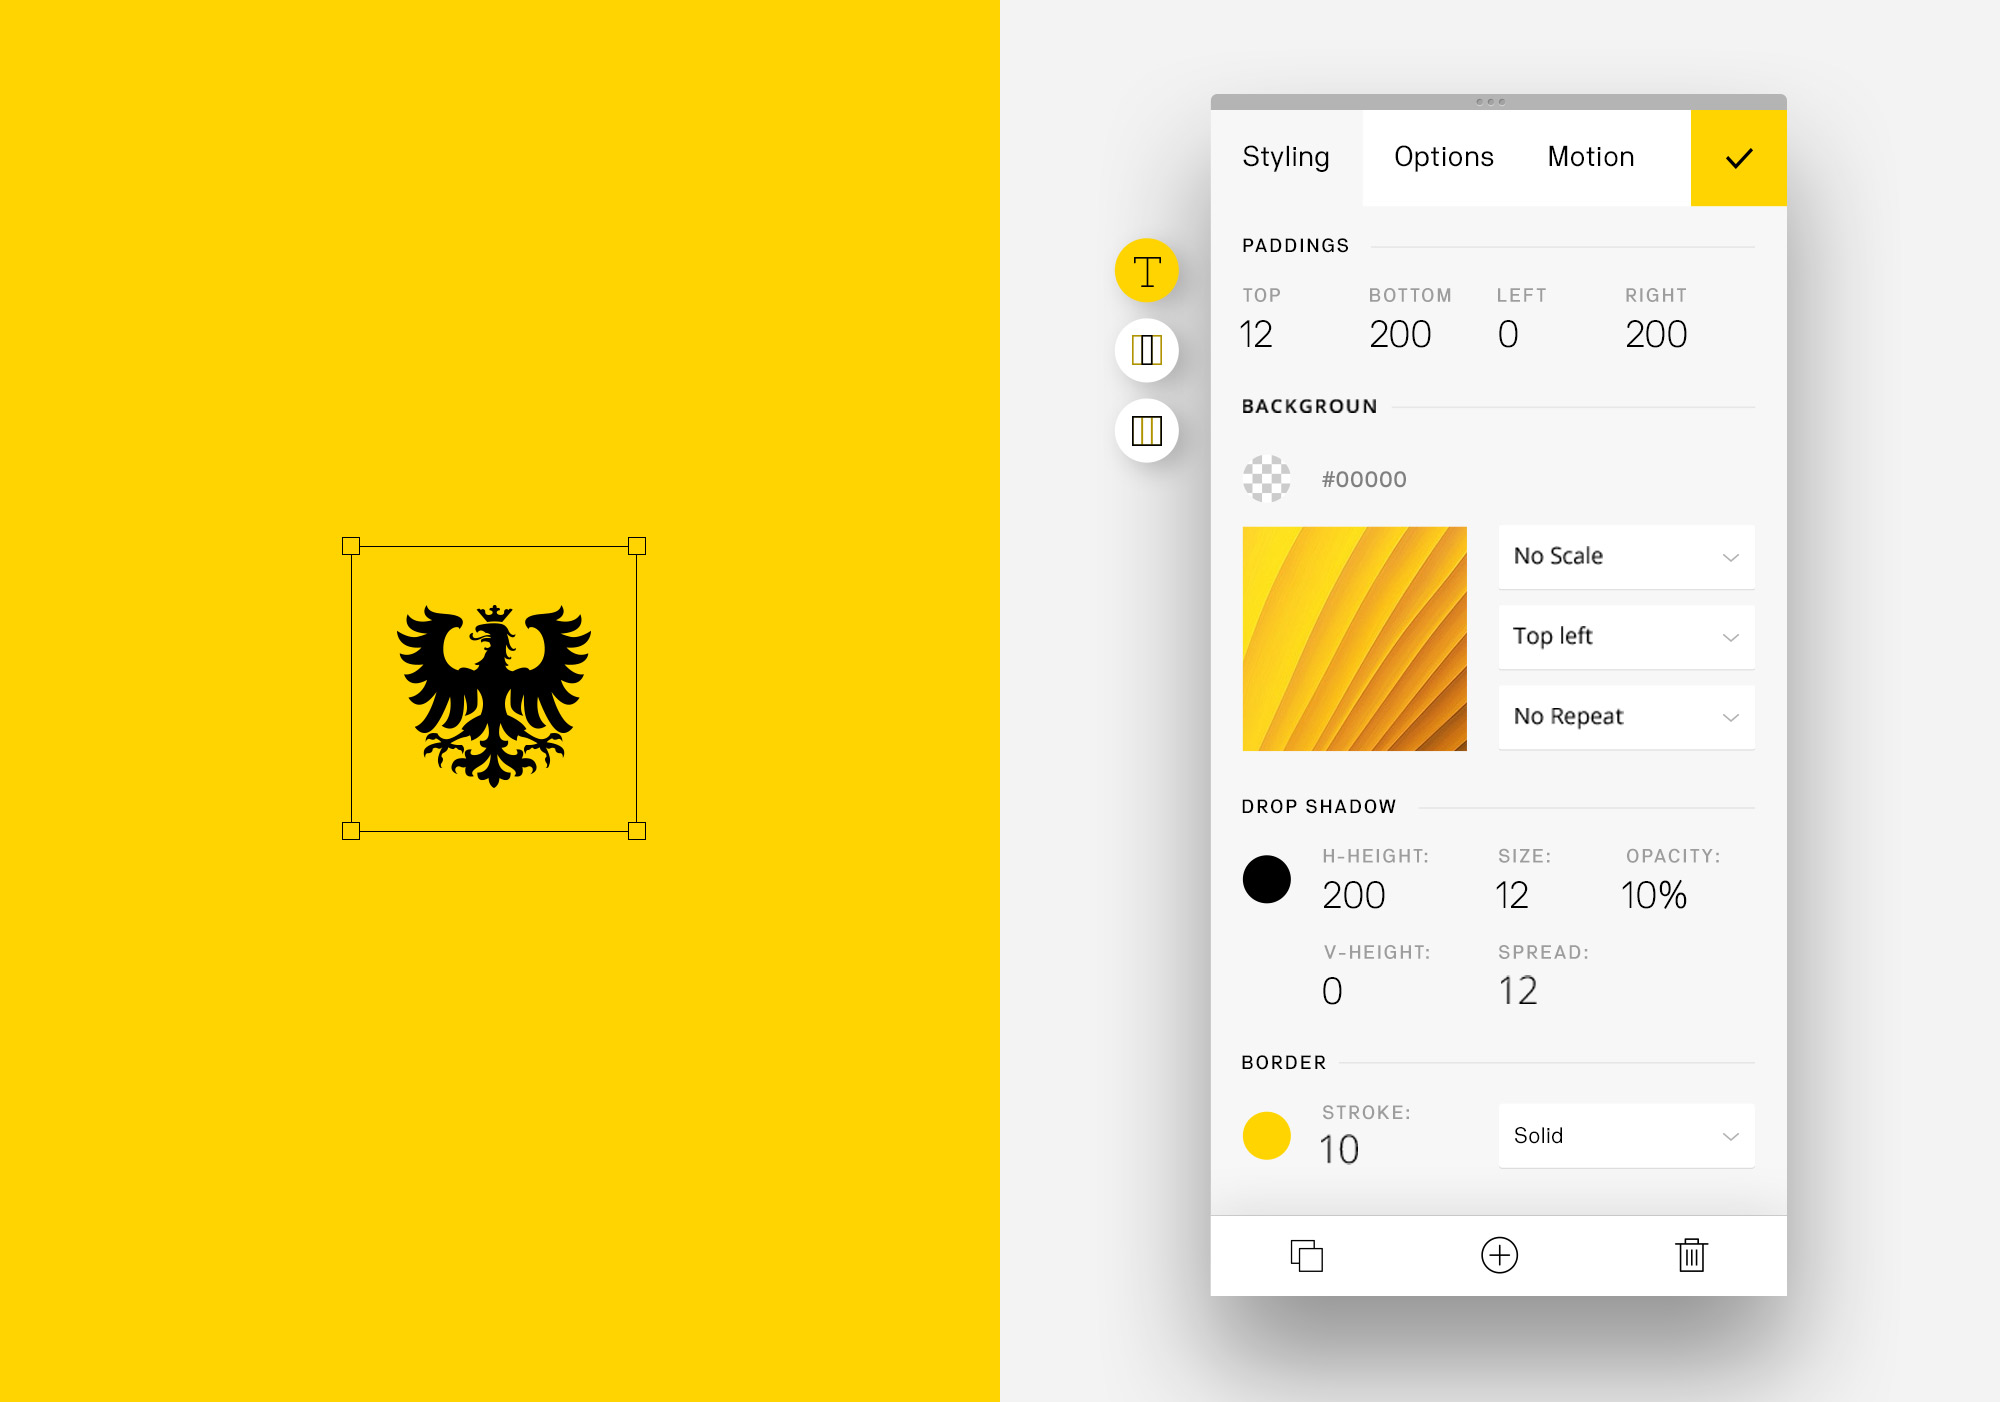 Styling Options Motion
PADDINGS
TOP BOTTOM LEFT RIGHT
12 200 0 200
BACKGROUN
#00000
No Scale
Top left
No Repeat
DROP SHADOW
H-HEIGHT: SIZE: OPACITY:
200 12 10%
V-HEIGHT: SPREAD:
0 12
BORDER
STROKE:
10 Solid